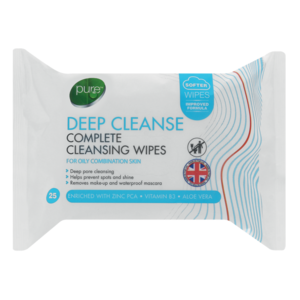 pure
SOFTER
WIPES
IMPROVED
FORMULA
DEEP CLEANSE
COMPLETE
CLEANSING WIPES
FOR OILY COMBINATION SKIN
• Deep pore cleansing
• Helps prevent spots and shine
• Removes make-up and waterproof mascara
25
ENRICHED WITH ZINC PCA • VITAMIN B3 • ALOE VERA